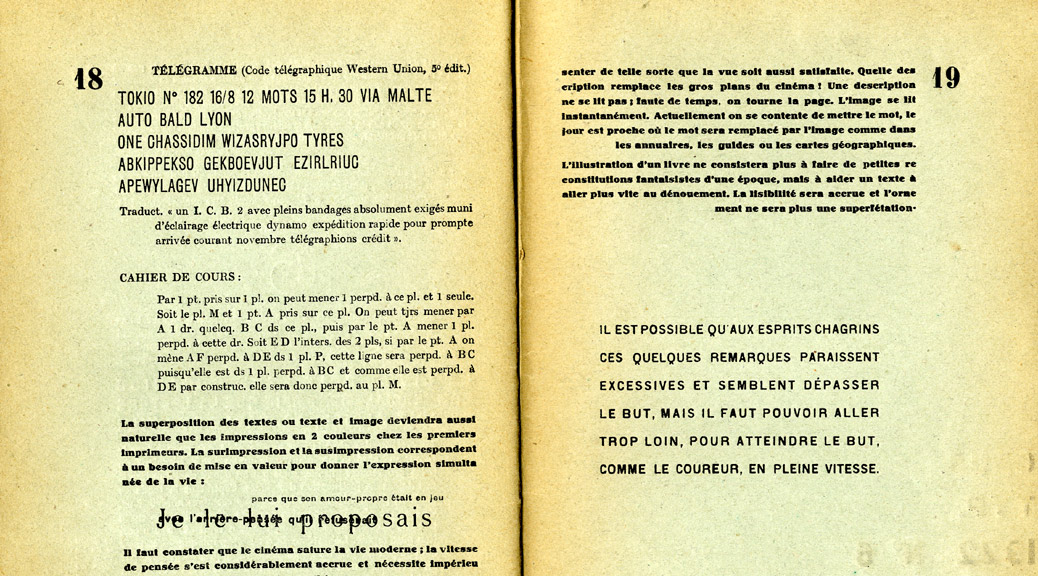 18
TÉLÉGRAMME (Code télégraphique Western Union, 5e édit.)
TOKIO N° 182 16/8 12 MOTS 15 H. 30 VIA MALTE
AUTO BALD LYON
ONE CHASSIDIM WIZASRYJPO TYRES
ABKIPPEKSO GEKBOEVJUT EZIRLRIUC
APEWYLAGEV UHYIZDUNEC
Traduct. « un I. C. B. 2 avec pleins bandages absolument exigés muni
d'éclairage électrique dynamo expédition rapide pour prompte
arrivée courant novembre télégraphions crédit ».
CAHIER DE COURS :
Par 1 pt. pris sur 1 pl. on peut mener 1 perpd. à ce pl. et 1 seule.
Soit le pl. M et 1 pt. A pris sur ce pl. On peut tjrs mener par
A 1 dr. quelcq. B C ds ce pl., puis par le pt. A mener 1 pl.
perpd. à cette dr. Soit E D l'inters. des 2 pls, si par le pt. A on
mène A F perpd. à DE ds 1 pl. P, cette ligne sera perpd. à BC
puisqu'elle est ds 1 pl. perpd. à BC et comme elle est perpd. à
DE par construc. elle sera donc perpd. au pl. M.
La superposition des textes ou texte et image deviendra aussi
naturelle que les impressions en 2 couleurs chez les premiers
imprimeurs. La surimpression et la susimpression correspondent
à un besoin de mise en valeur pour donner l'expression simulta
née de la vie :
parce que son amour-propre était en jeu
Je le lui proposais
avec l'arrière-pensée qu'il refuserait
Il faut constater que le cinéma sature la vie moderne ; la vitesse
de pensée s'est considérablement accrue et nécessite impérieu
19
senter de telle sorte que la vue soit aussi satisfaite. Quelle des
cription remplace les gros plans du cinéma ! Une description
ne se lit pas ; faute de temps, on tourne la page. L'image se lit
instantanément. Actuellement on se contente de mettre le mot, le
jour est proche où le mot sera remplacé par l'image comme dans
les annuaires, les guides ou les cartes géographiques.
L'illustration d'un livre ne consistera plus à faire de petites re
constitutions fantaisistes d'une époque, mais à aider un texte à
aller plus vite au dénouement. La lisibilité sera accrue et l'orne
ment ne sera plus une superfétation.
IL EST POSSIBLE QU'AUX ESPRITS CHAGRINS
CES QUELQUES REMARQUES PARAISSENT
EXCESSIVES ET SEMBLENT DÉPASSER
LE BUT, MAIS IL FAUT POUVOIR ALLER
TROP LOIN, POUR ATTEINDRE LE BUT,
COMME LE COUREUR, EN PLEINE VITESSE.